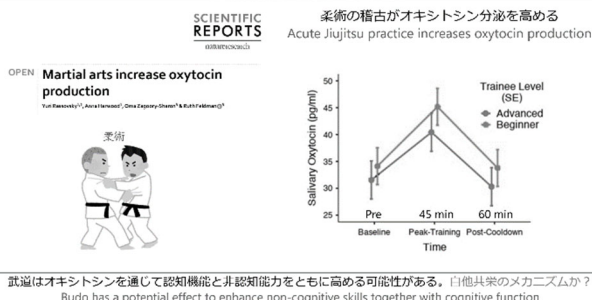 SCIENTIFIC
REPORTS
natureresearch
柔術の稽古がオキシトシン分泌を高める
Acute Jiujitsu practice increases oxytocin production
OPEN Martial arts increase oxytocin
production
柔術
Salivary Oxytocin (pg/ml)
50
45
40
35
30
25
Trainee Level
(SE)
Advanced
Beginner
Pre 45 min 60 min
Baseline Peak-Training Post-Cooldown
Time
武道はオキシトシンを通じて認知機能と非認知能力をともに高める可能性がある。自他共栄のメカニズムか?
Budo has a potential effect to enhance non-cognitive skills together with cognitive function